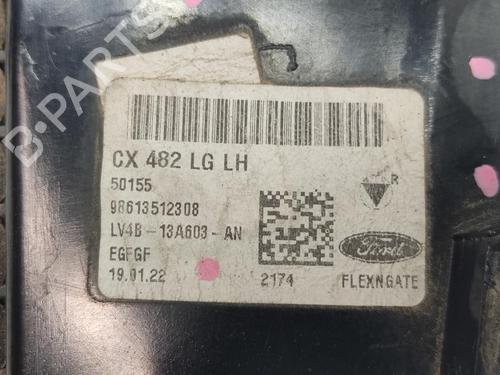 CX 482 LG LH
50155
98613512308
LV4B - 13A603 - AN
EGFGF
19.01.22
2174
R
Ford
FLEXNGATE
B-PARTS